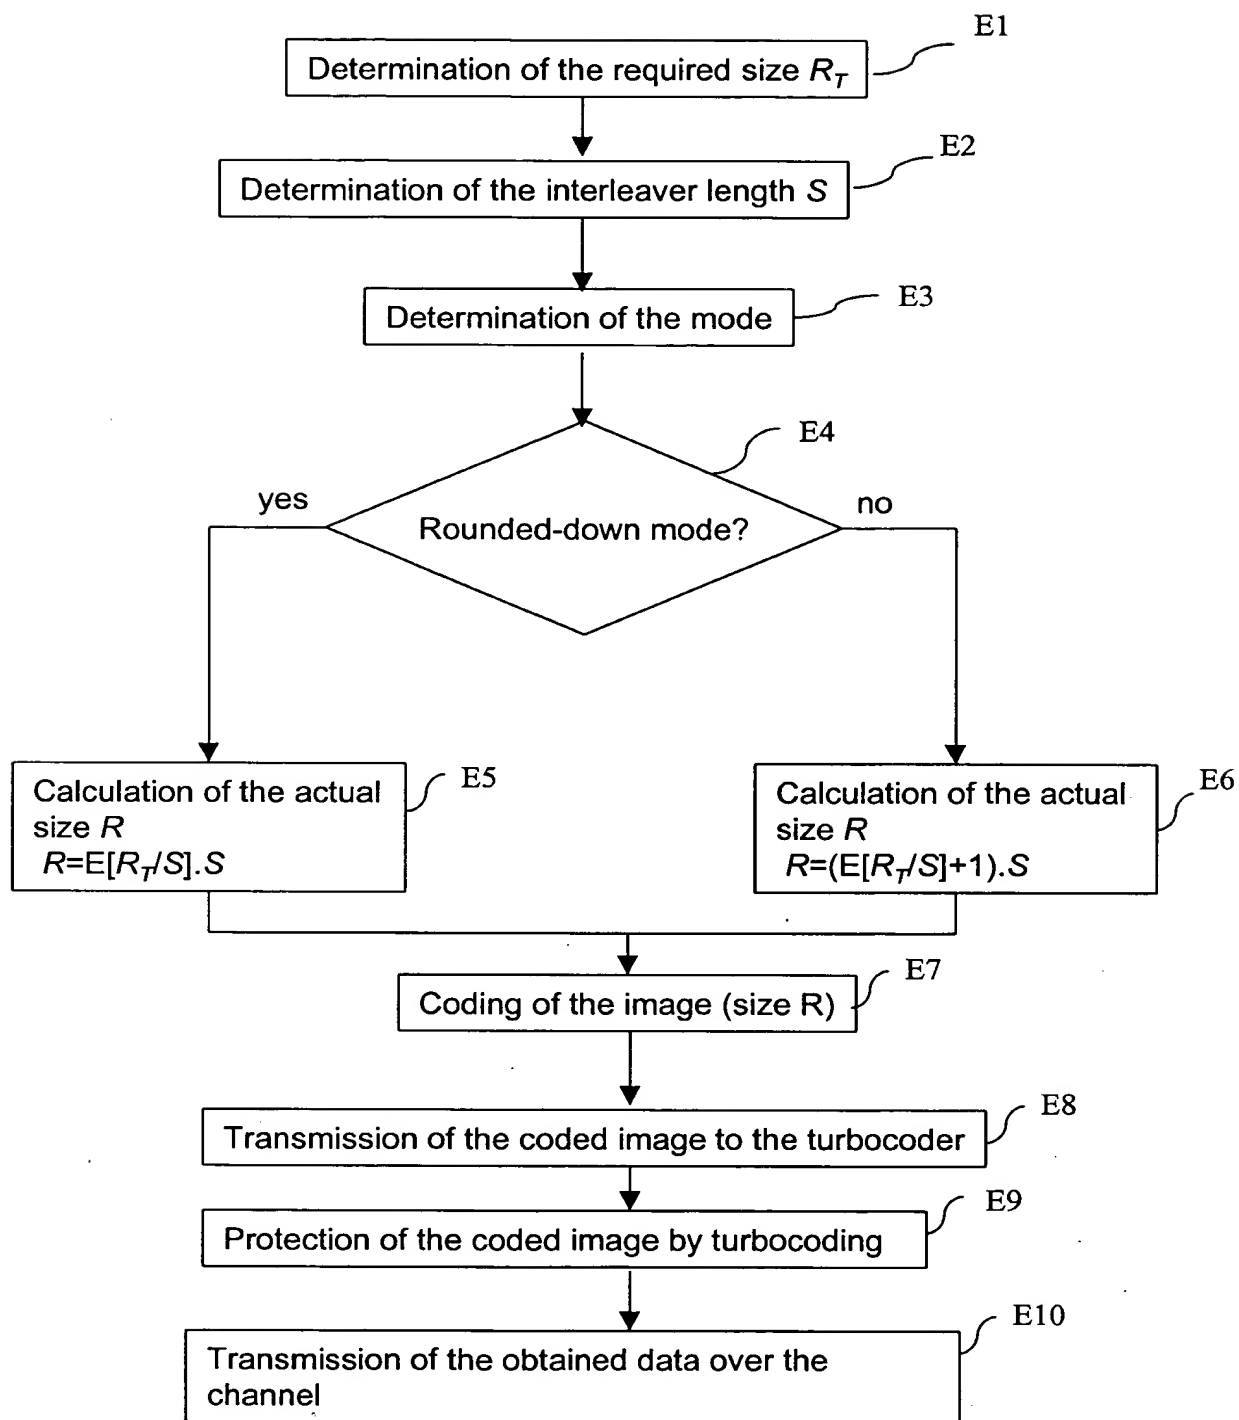 E1
Determination of the required size R_T
E2
Determination of the interleaver length S
E3
Determination of the mode
E4
yes
no
Rounded-down mode?
E5
Calculation of the actual
size R
R=E[R_T/S].S
E6
Calculation of the actual
size R
R=(E[R_T/S]+1).S
E7
Coding of the image (size R)
E8
Transmission of the coded image to the turbocoder
E9
Protection of the coded image by turbocoding
E10
Transmission of the obtained data over the
channel